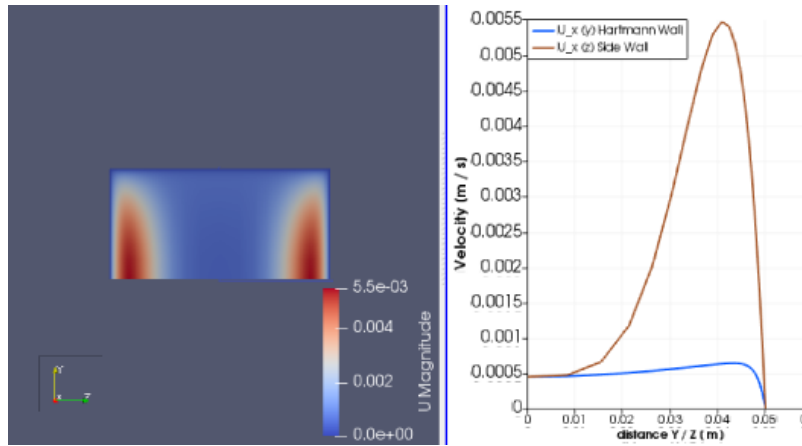 5.5e-03
0.004
0.002
0.0e+00
U Magnitude
Y
X
Z
U_x (y) Hartmann Wall
U_x (z) Side Wall
0.0055
0.005
0.0045
0.004
0.0035
0.003
0.0025
0.002
0.0015
0.001
0.0005
0
Velocity (m / s)
0 0.01 0.02 0.03 0.04 0.05
distance Y / Z ( m )